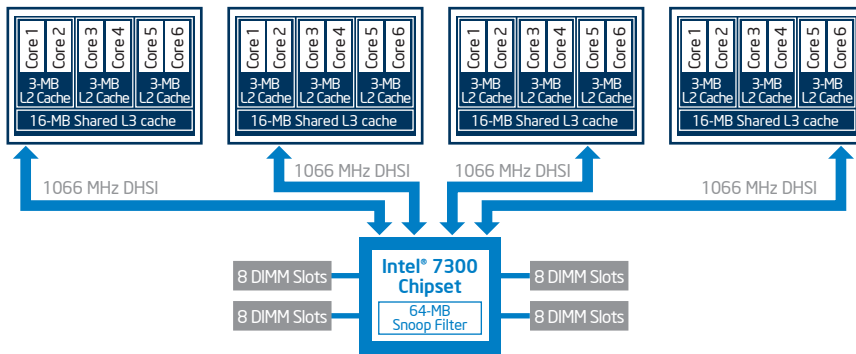 Core 1
Core 2
Core 3
Core 4
Core 5
Core 6
3-MB
L2 Cache
3-MB
L2 Cache
3-MB
L2 Cache
16-MB Shared L3 cache
Core 1
Core 2
Core 3
Core 4
Core 5
Core 6
3-MB
L2 Cache
3-MB
L2 Cache
3-MB
L2 Cache
16-MB Shared L3 cache
Core 1
Core 2
Core 3
Core 4
Core 5
Core 6
3-MB
L2 Cache
3-MB
L2 Cache
3-MB
L2 Cache
16-MB Shared L3 cache
Core 1
Core 2
Core 3
Core 4
Core 5
Core 6
3-MB
L2 Cache
3-MB
L2 Cache
3-MB
L2 Cache
16-MB Shared L3 cache
1066 MHz DHSI
1066 MHz DHSI
1066 MHz DHSI
1066 MHz DHSI
Intel® 7300
Chipset
64-MB
Snoop Filter
8 DIMM Slots
8 DIMM Slots
8 DIMM Slots
8 DIMM Slots